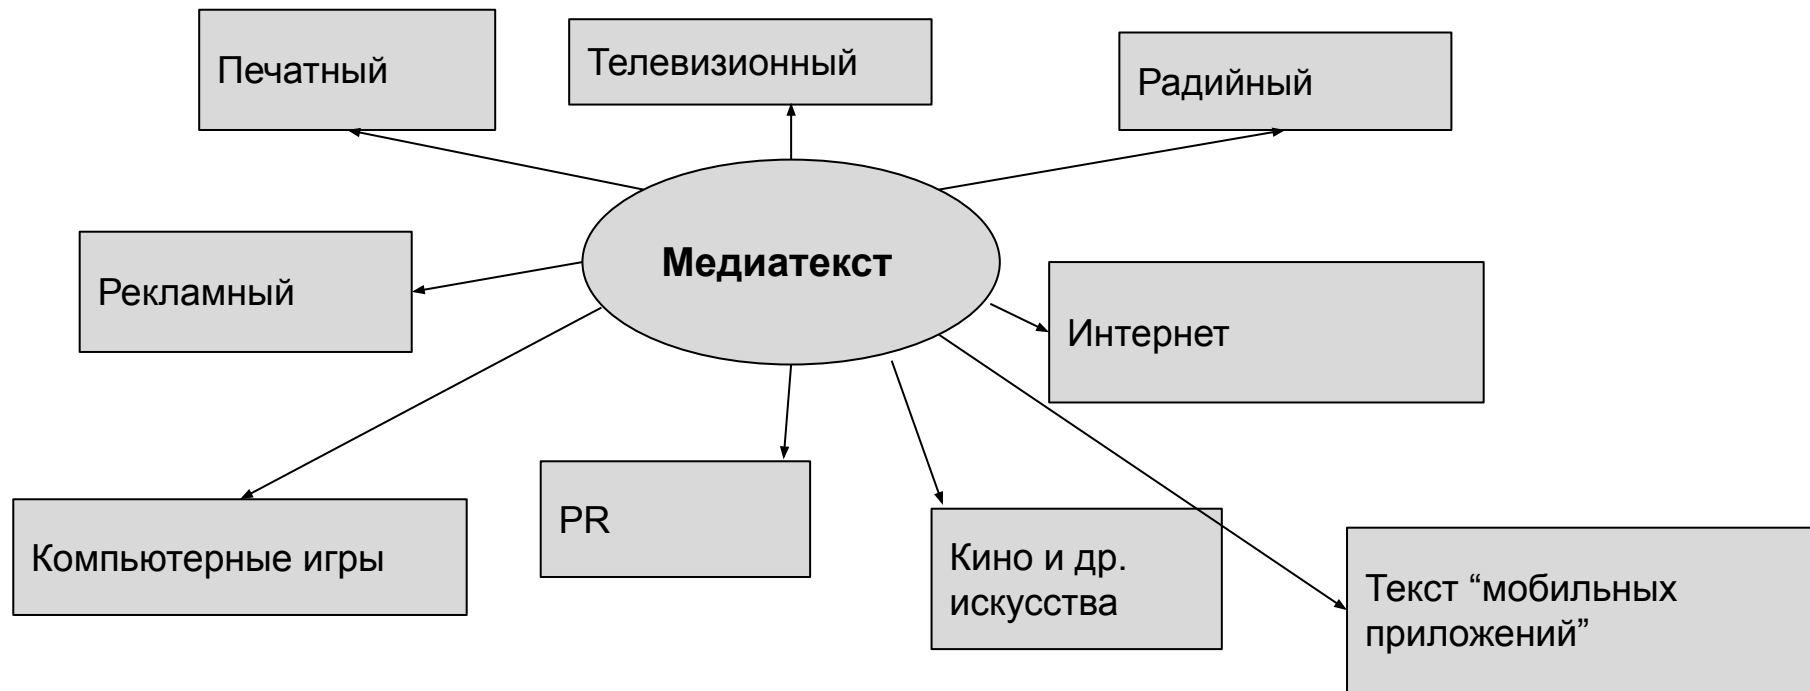 Печатный
Телевизионный
Радийный
Рекламный
Медиатекст
Интернет
Компьютерные игры
PR
Кино и др.
искусства
Текст “мобильных
приложений”